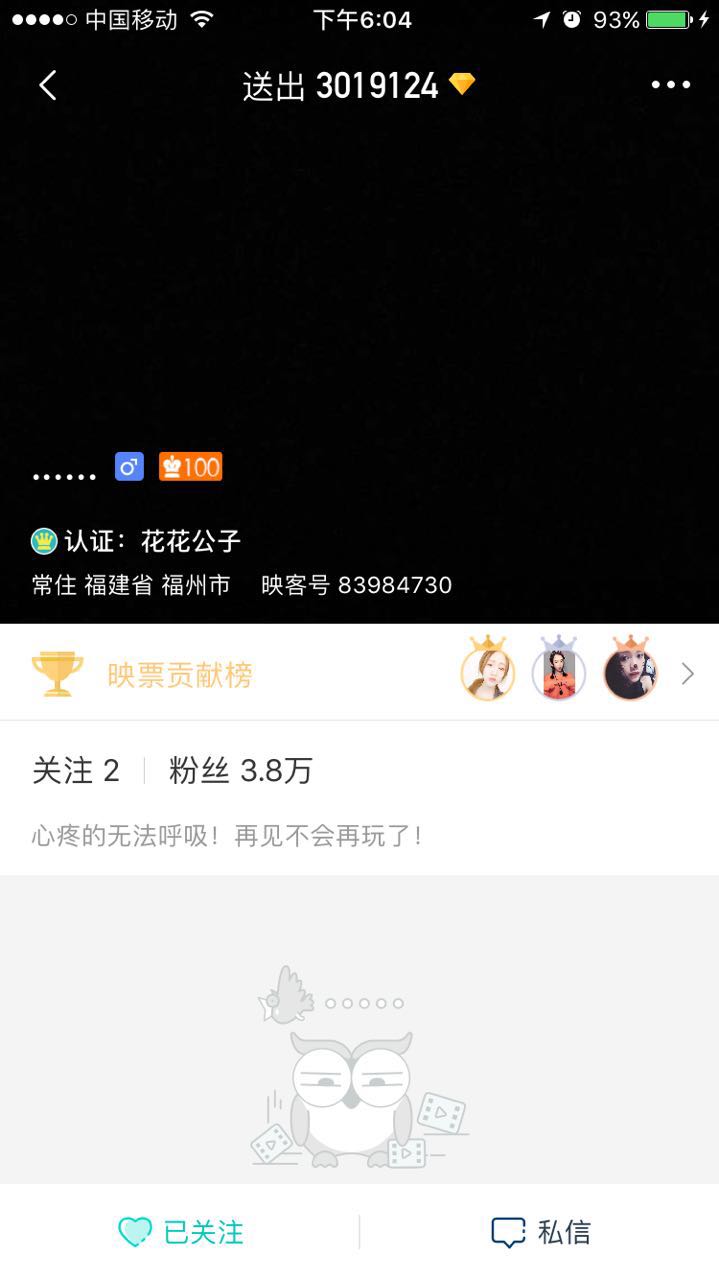 中国移动 下午6:04 93%
送出 3019124
...... 100
认证：花花公子
常住 福建省 福州市 映客号 83984730
映票贡献榜
关注 2 粉丝 3.8万
心疼的无法呼吸！再见不会再玩了！
已关注 私信